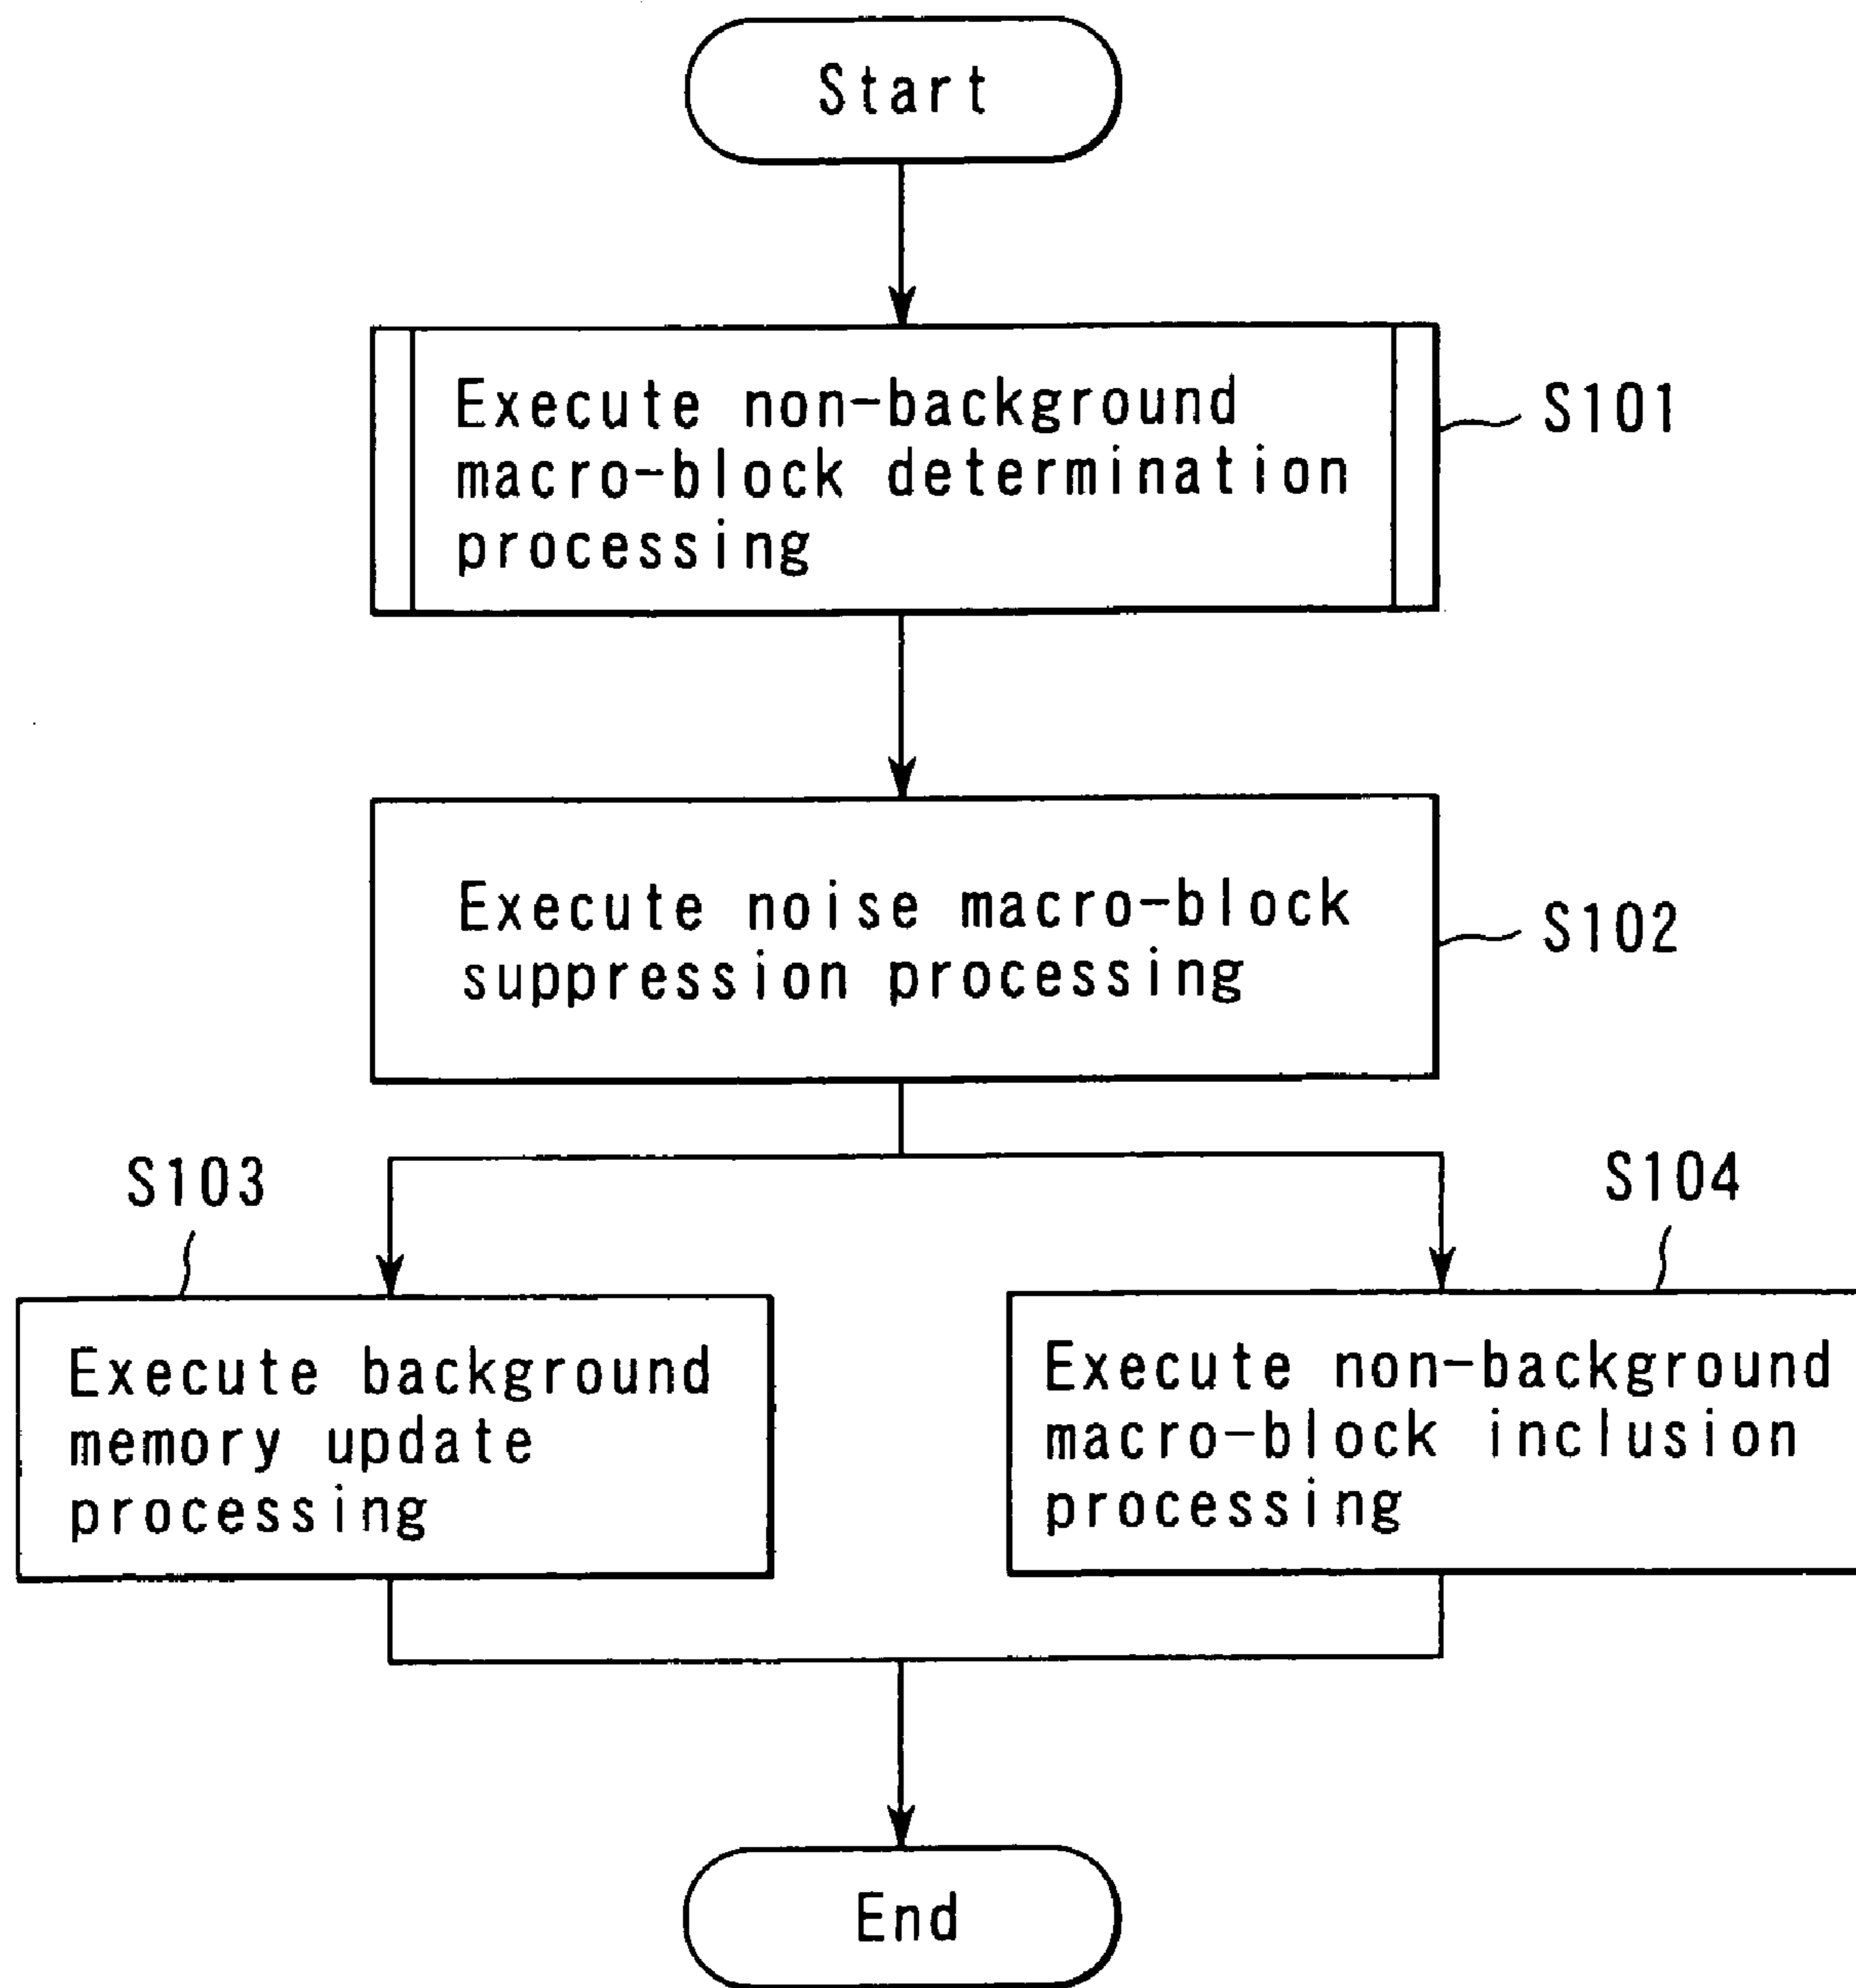 Start
Execute non-background
macro-block determination
processing
S101
Execute noise macro-block
suppression processing
S102
S103
S104
Execute background
memory update
processing
Execute non-background
macro-block inclusion
processing
End